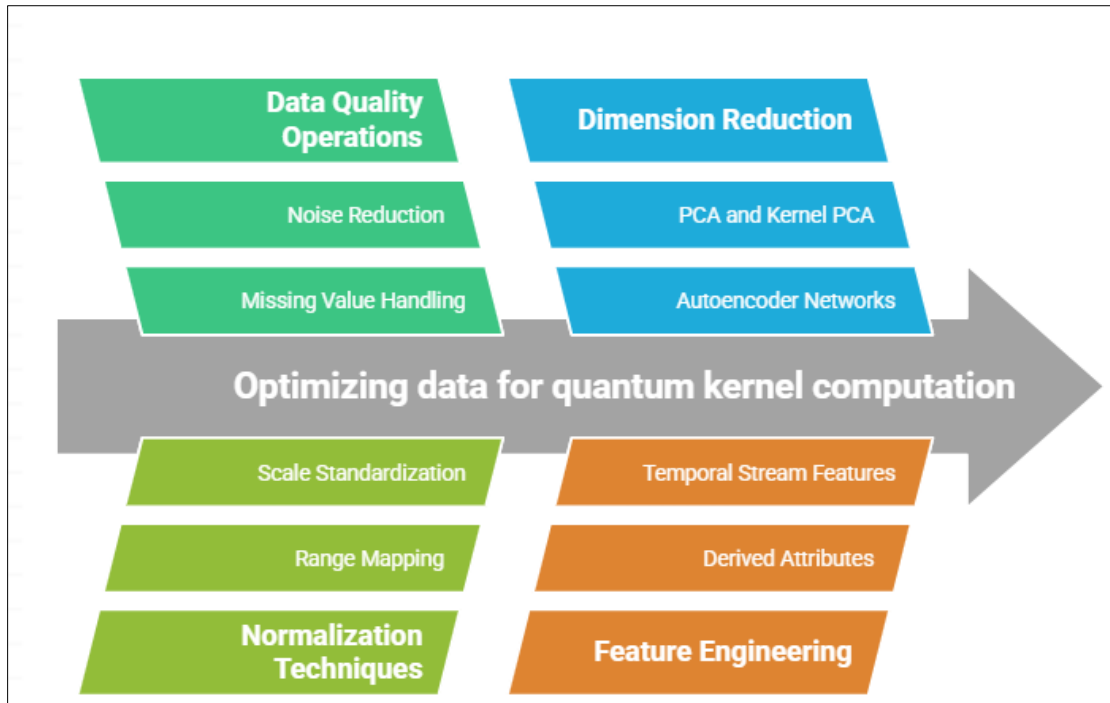 Data Quality
Operations
Noise Reduction
Missing Value Handling
Dimension Reduction
PCA and Kernel PCA
Autoencoder Networks
Optimizing data for quantum kernel computation
Scale Standardization
Range Mapping
Normalization
Techniques
Temporal Stream Features
Derived Attributes
Feature Engineering